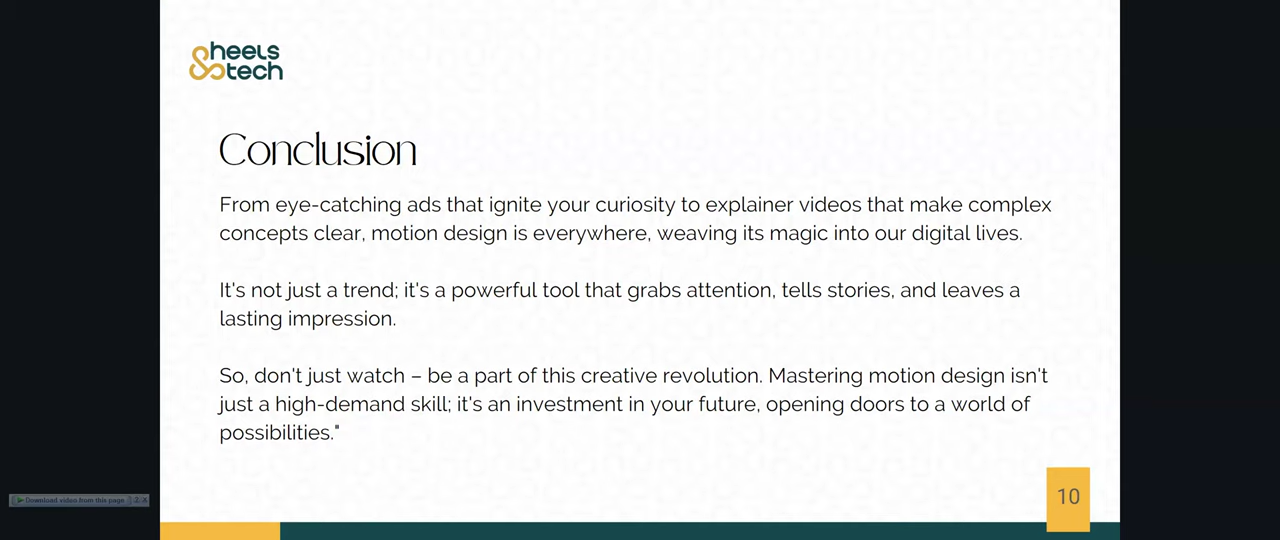 heels
& tech
Conclusion
From eye-catching ads that ignite your curiosity to explainer videos that make complex
concepts clear, motion design is everywhere, weaving its magic into our digital lives.
It's not just a trend; it's a powerful tool that grabs attention, tells stories, and leaves a
lasting impression.
So, don't just watch – be a part of this creative revolution. Mastering motion design isn't
just a high-demand skill; it's an investment in your future, opening doors to a world of
possibilities."
Download video from this page
10